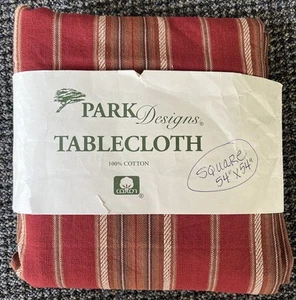 PARK Designs®
TABLECLOTH
100% COTTON
cotton
SQUARE
54" X 54"